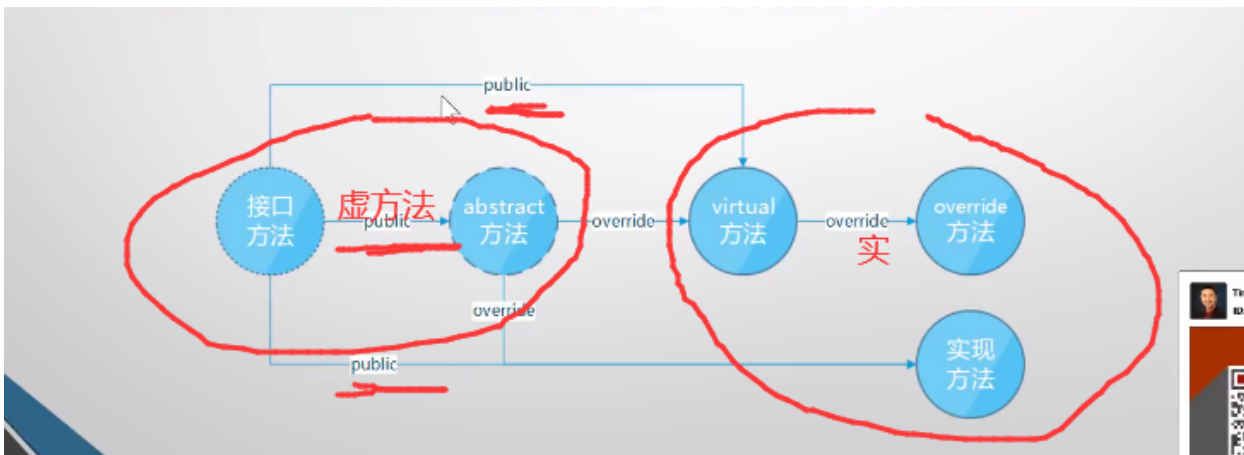 public
接口
方法
虚方法
public
abstract
方法
override
virtual
方法
override
实
override
方法
override
public
实现
方法